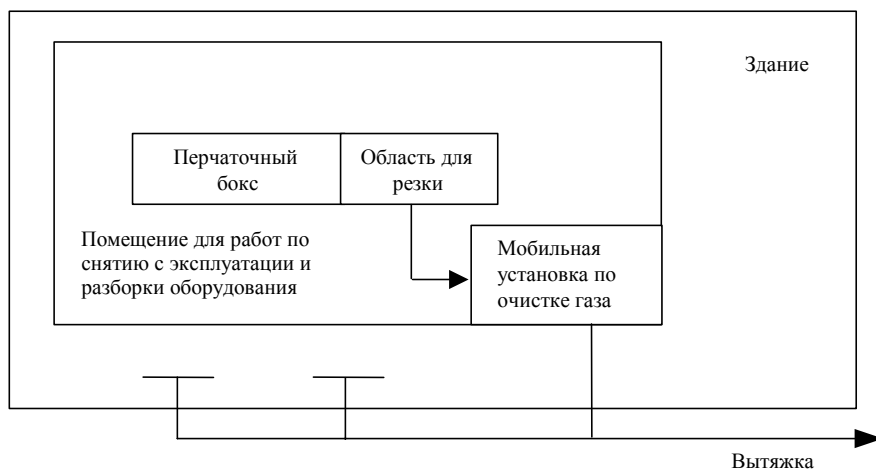 Здание
Перчаточный
бокс
Область для
резки
Помещение для работ по
снятию с эксплуатации и
разборки оборудования
Мобильная
установка по
очистке газа
Вытяжка